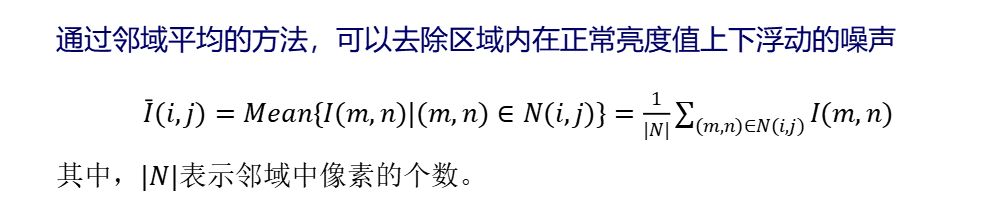 通过邻域平均的方法，可以去除区域内在正常亮度值上下浮动的噪声
Ī(i,j) = Mean{I(m,n)|(m,n) ∈ N(i,j)} = 1/|N| ∑_{(m,n)∈N(i,j)} I(m,n)
其中，|N|表示邻域中像素的个数。